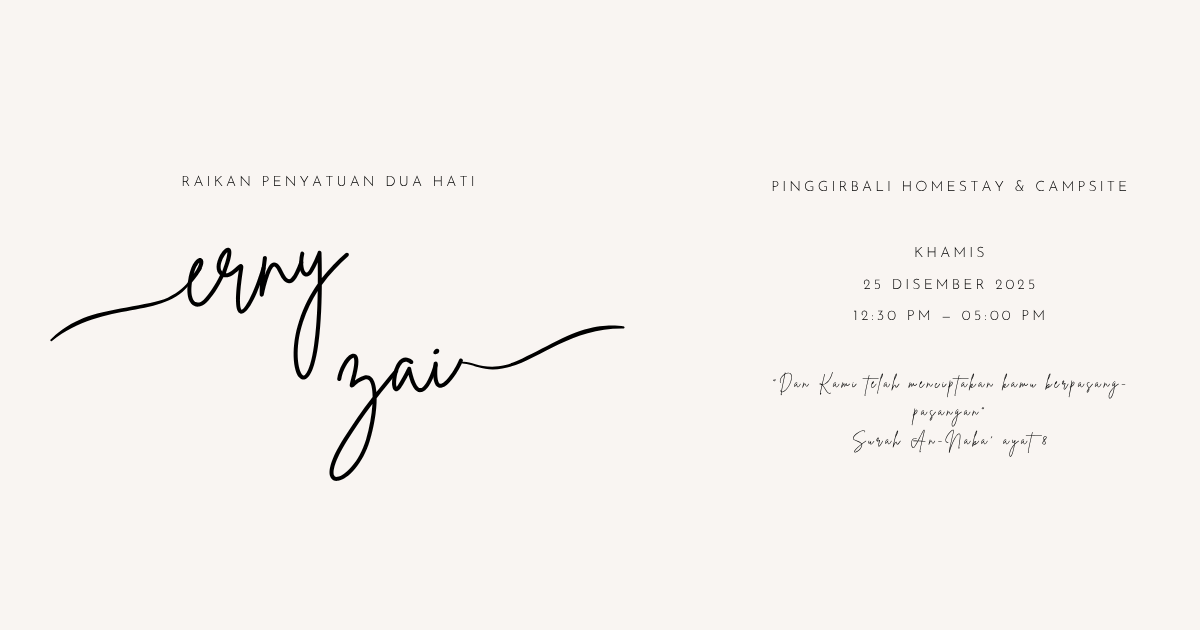 RAIKAN PENYATUAN DUA HATI
erny
zai
PINGGIRBALI HOMESTAY & CAMPSITE
KHAMIS
25 DISEMBER 2025
12:30 PM – 05:00 PM
"Dan Kami telah menciptakan kamu berpasang-
pasangan"
Surah An-Naba' ayat 8